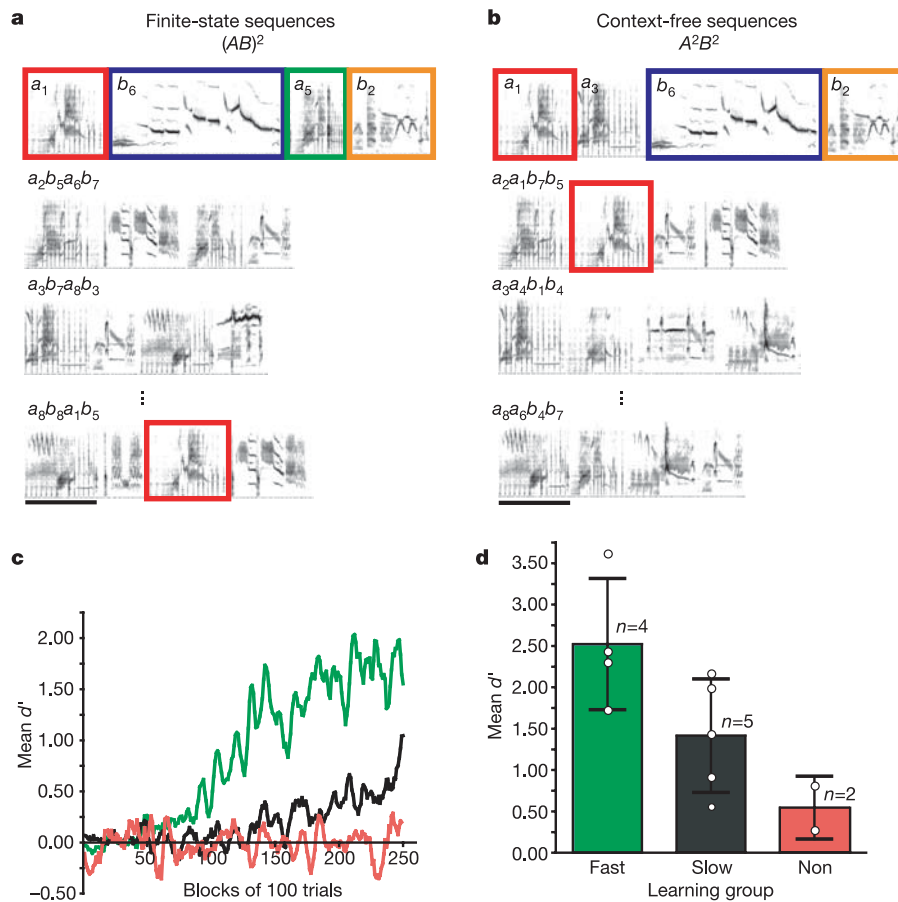 a
Finite-state sequences
(AB)²
a₁ b₆ a₅ b₂
a₂b₅a₆b₇
a₃b₇a₈b₃
a₈b₈a₁b₅
b
Context-free sequences
A²B²
a₁ a₃ b₆ b₂
a₂a₁b₇b₅
a₃a₄b₁b₄
a₈a₆b₄b₇
c
Mean d'
2.00
1.50
1.00
0.50
0.00
−0.50
50 100 150 200 250
Blocks of 100 trials
d
Mean d'
3.50
3.00
2.50
2.00
1.50
1.00
0.50
0.00
n=4
n=5
n=2
Fast Slow Non
Learning group